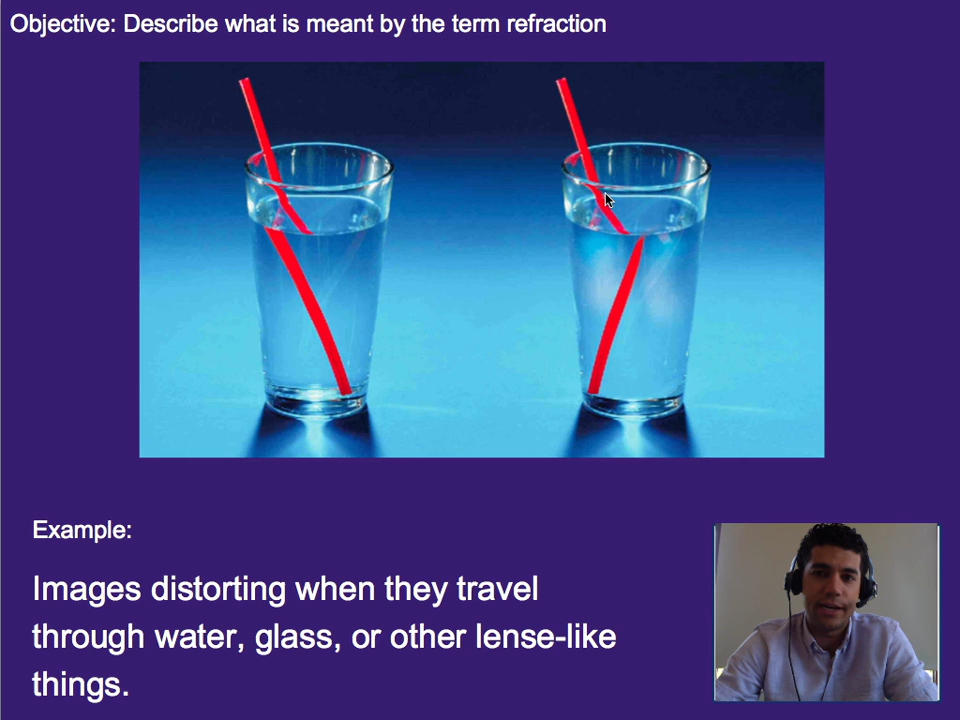 Objective: Describe what is meant by the term refraction
Example:
Images distorting when they travel
through water, glass, or other lense-like
things.